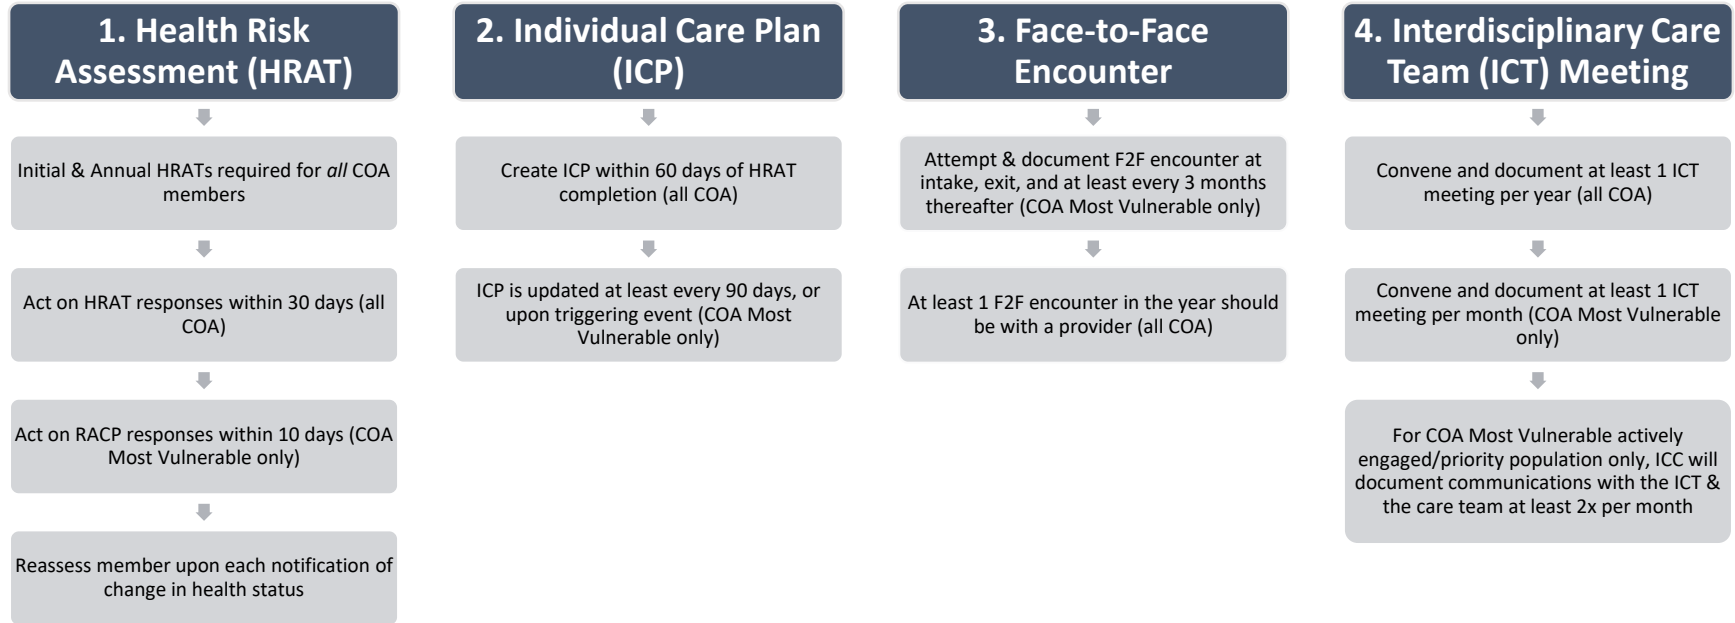 1. Health Risk
Assessment (HRAT)
Initial & Annual HRATs required for all COA
members
Act on HRAT responses within 30 days (all
COA)
Act on RACP responses within 10 days (COA
Most Vulnerable only)
Reassess member upon each notification of
change in health status
2. Individual Care Plan
(ICP)
Create ICP within 60 days of HRAT
completion (all COA)
ICP is updated at least every 90 days, or
upon triggering event (COA Most
Vulnerable only)
3. Face-to-Face
Encounter
Attempt & document F2F encounter at
intake, exit, and at least every 3 months
thereafter (COA Most Vulnerable only)
At least 1 F2F encounter in the year should
be with a provider (all COA)
4. Interdisciplinary Care
Team (ICT) Meeting
Convene and document at least 1 ICT
meeting per year (all COA)
Convene and document at least 1 ICT
meeting per month (COA Most Vulnerable
only)
For COA Most Vulnerable actively
engaged/priority population only, ICC will
document communications with the ICT &
the care team at least 2x per month